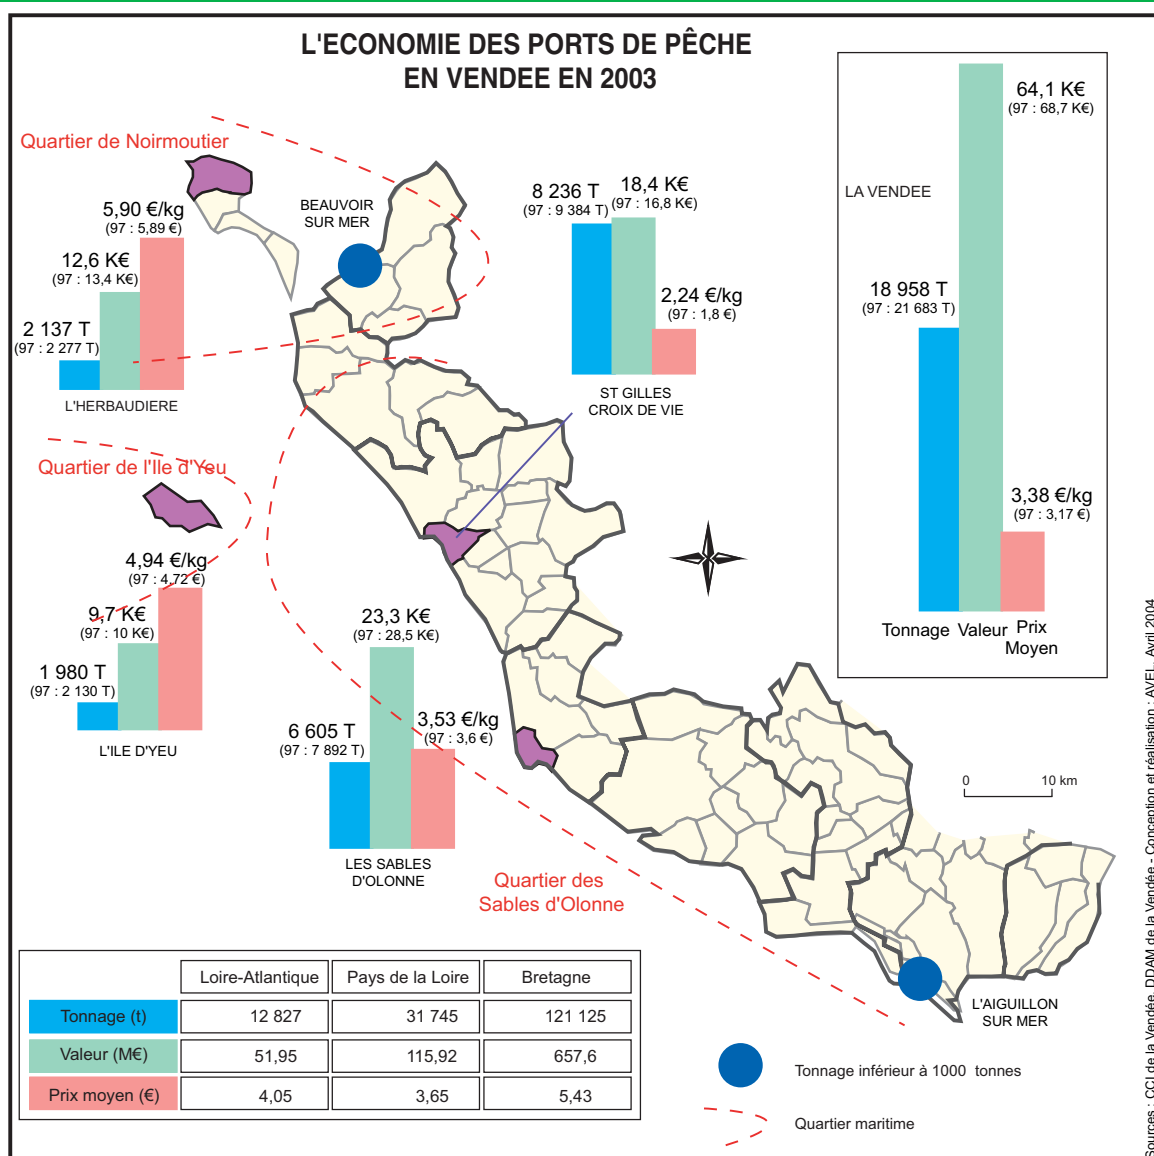 L'ECONOMIE DES PORTS DE PÊCHE
EN VENDEE EN 2003
Quartier de Noirmoutier
5,90 €/kg
(97 : 5,89 €)
12,6 K€
(97 : 13,4 K€)
2 137 T
(97 : 2 277 T)
L'HERBAUDIERE
BEAUVOIR
SUR MER
8 236 T
(97 : 9 384 T)
18,4 K€
(97 : 16,8 K€)
2,24 €/kg
(97 : 1,8 €)
ST GILLES
CROIX DE VIE
64,1 K€
(97 : 68,7 K€)
LA VENDEE
18 958 T
(97 : 21 683 T)
3,38 €/kg
(97 : 3,17 €)
Tonnage Valeur Prix
Moyen
Quartier de l'Ile d'Yeu
4,94 €/kg
(97 : 4,72 €)
9,7 K€
(97 : 10 K€)
1 980 T
(97 : 2 130 T)
L'ILE D'YEU
23,3 K€
(97 : 28,5 K€)
6 605 T
(97 : 7 892 T)
3,53 €/kg
(97 : 3,6 €)
LES SABLES
D'OLONNE
Quartier des
Sables d'Olonne
0 10 km
L'AIGUILLON
SUR MER
Loire-Atlantique Pays de la Loire Bretagne
Tonnage (t) 12 827 31 745 121 125
Valeur (M€) 51,95 115,92 657,6
Prix moyen (€) 4,05 3,65 5,43
Tonnage inférieur à 1000 tonnes
Quartier maritime
Sources : CCI de la Vendée, DDAM de la Vendée - Conception et réalisation : AVEL, Avril 2004